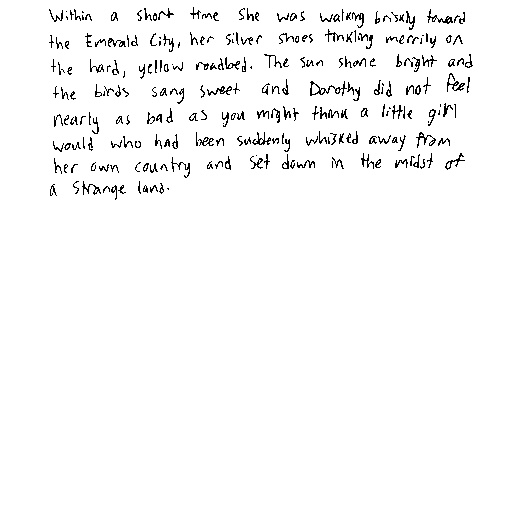 Within a short time she was walking briskly toward
the Emerald City, her silver shoes tinkling merrily on
the hard, yellow roadbed. The sun shone bright and
the birds sang sweet and Dorothy did not feel
nearly as bad as you might think a little girl
would who had been suddenly whisked away from
her own country and set down in the midst of
a strange land.